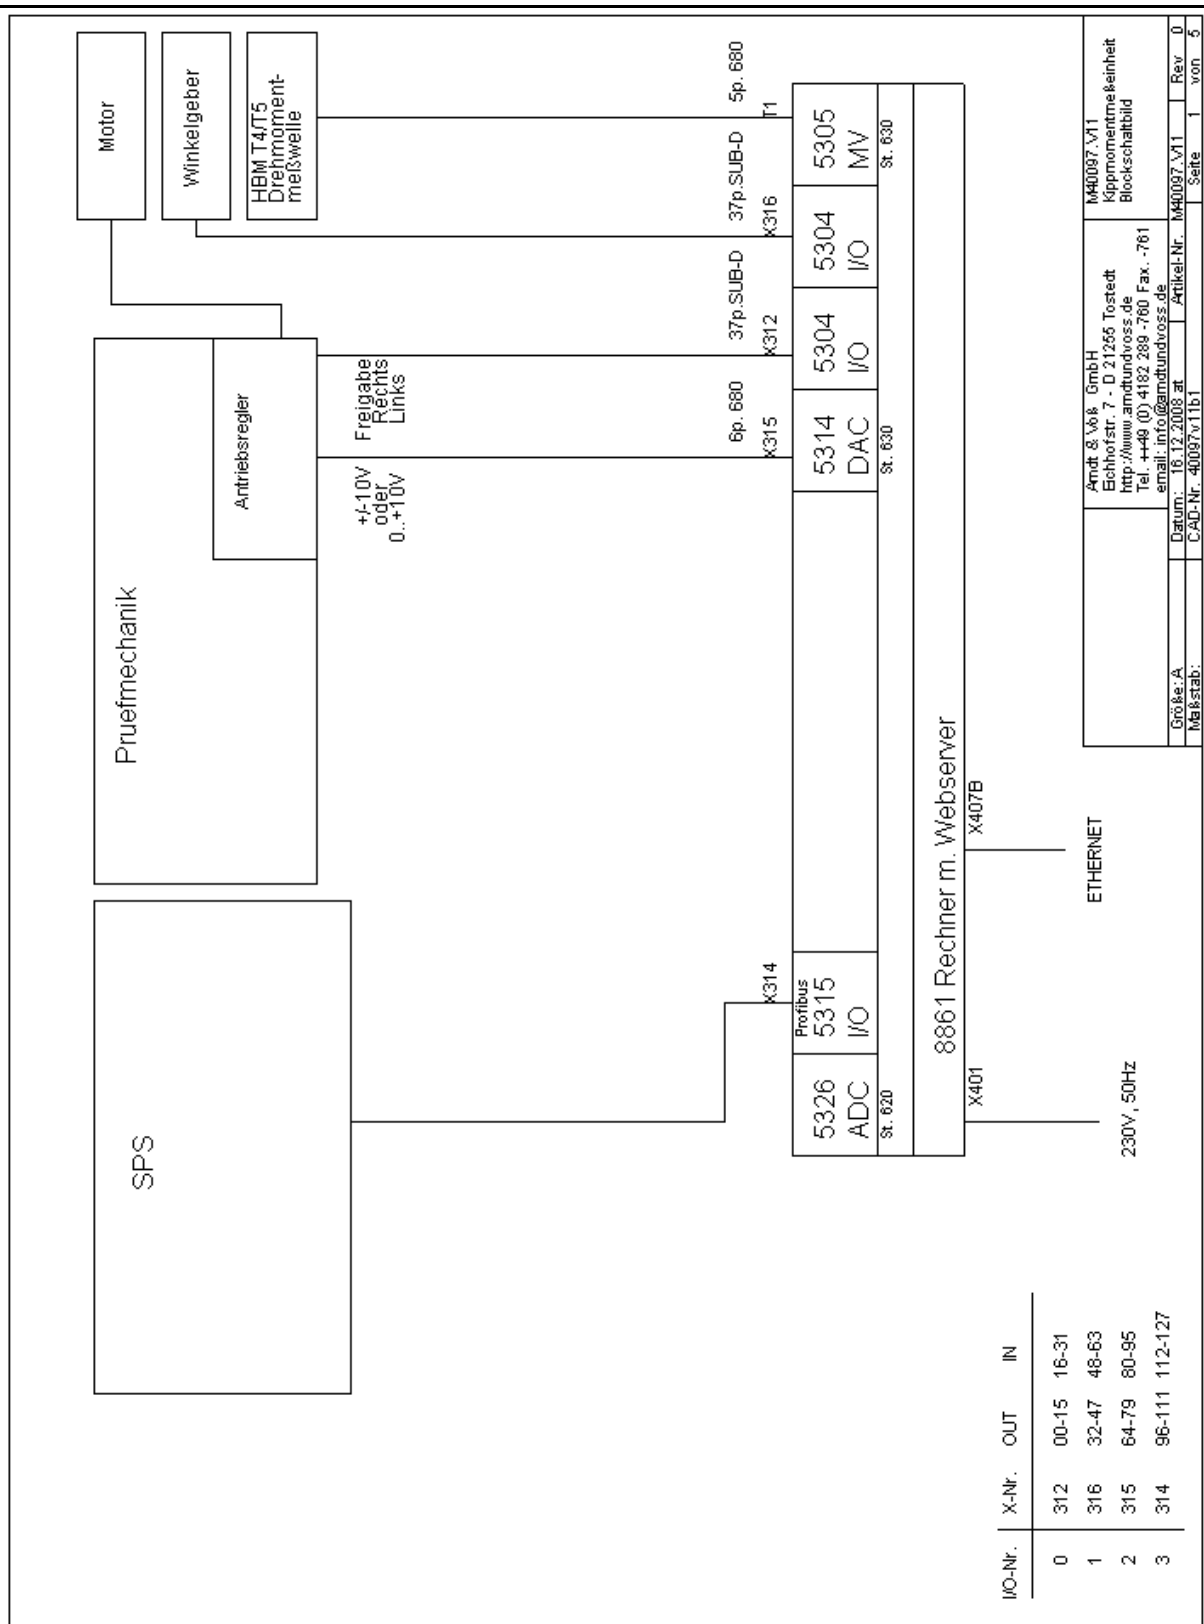 SPS
Pruefmechanik
Antriebsregler
Motor
Winkelgeber
HBM T4/T5
Drehmoment-
meßwelle
+/-10V
oder
0..+10V
Freigabe
Rechts
Links
6p. 680
37p.SUB-D
37p.SUB-D
5p. 680
X314
X315
X312
X316
T1
5326
ADC
Profibus
5315
I/O
5314
DAC
5304
I/O
5304
I/O
5305
MV
St. 620
St. 630
St. 630
8861 Rechner m. Webserver
X401
X407B
230V, 50Hz
ETHERNET
I/O-Nr. X-Nr. OUT IN
0 312 00-15 16-31
1 316 32-47 48-63
2 315 64-79 80-95
3 314 96-111 112-127
Arndt & Voß GmbH
Eichhofstr. 7 - D 21255 Tostedt
http://www.arndtundvoss.de
Tel. ++49 (0) 4182 289 -760 Fax. -761
email: info@arndtundvoss.de
M40097.V11
Kippmomentmeßeinheit
Blockschaltbild
Größe: A Datum: 16.12.2008 at Artikel-Nr. M40097.V11 Rev 0
Maßstab: CAD-Nr. 40097v11b1 Seite 1 von 5